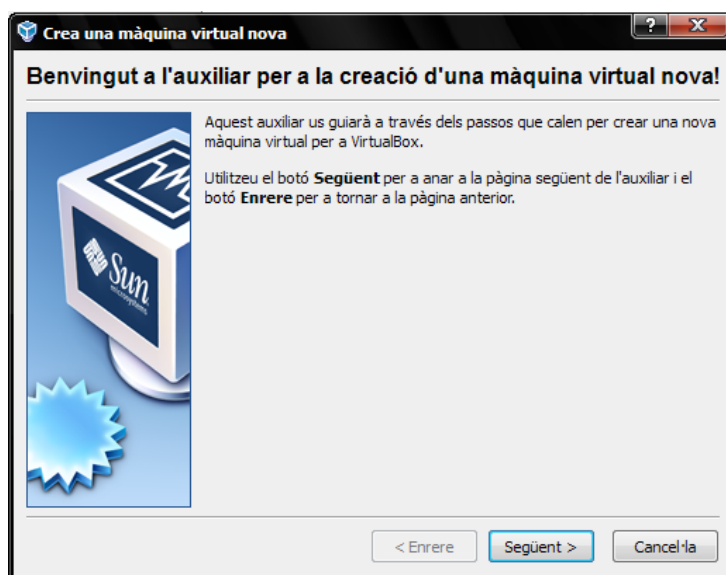 Crea una màquina virtual nova
Benvingut a l'auxiliar per a la creació d'una màquina virtual nova!
Aquest auxiliar us guiarà a través dels passos que calen per crear una nova
màquina virtual per a VirtualBox.
Utilitzeu el botó Següent per a anar a la pàgina següent de l'auxiliar i el
botó Enrere per a tornar a la pàgina anterior.
Sun
microsystems
< Enrere
Següent >
Cancel·la